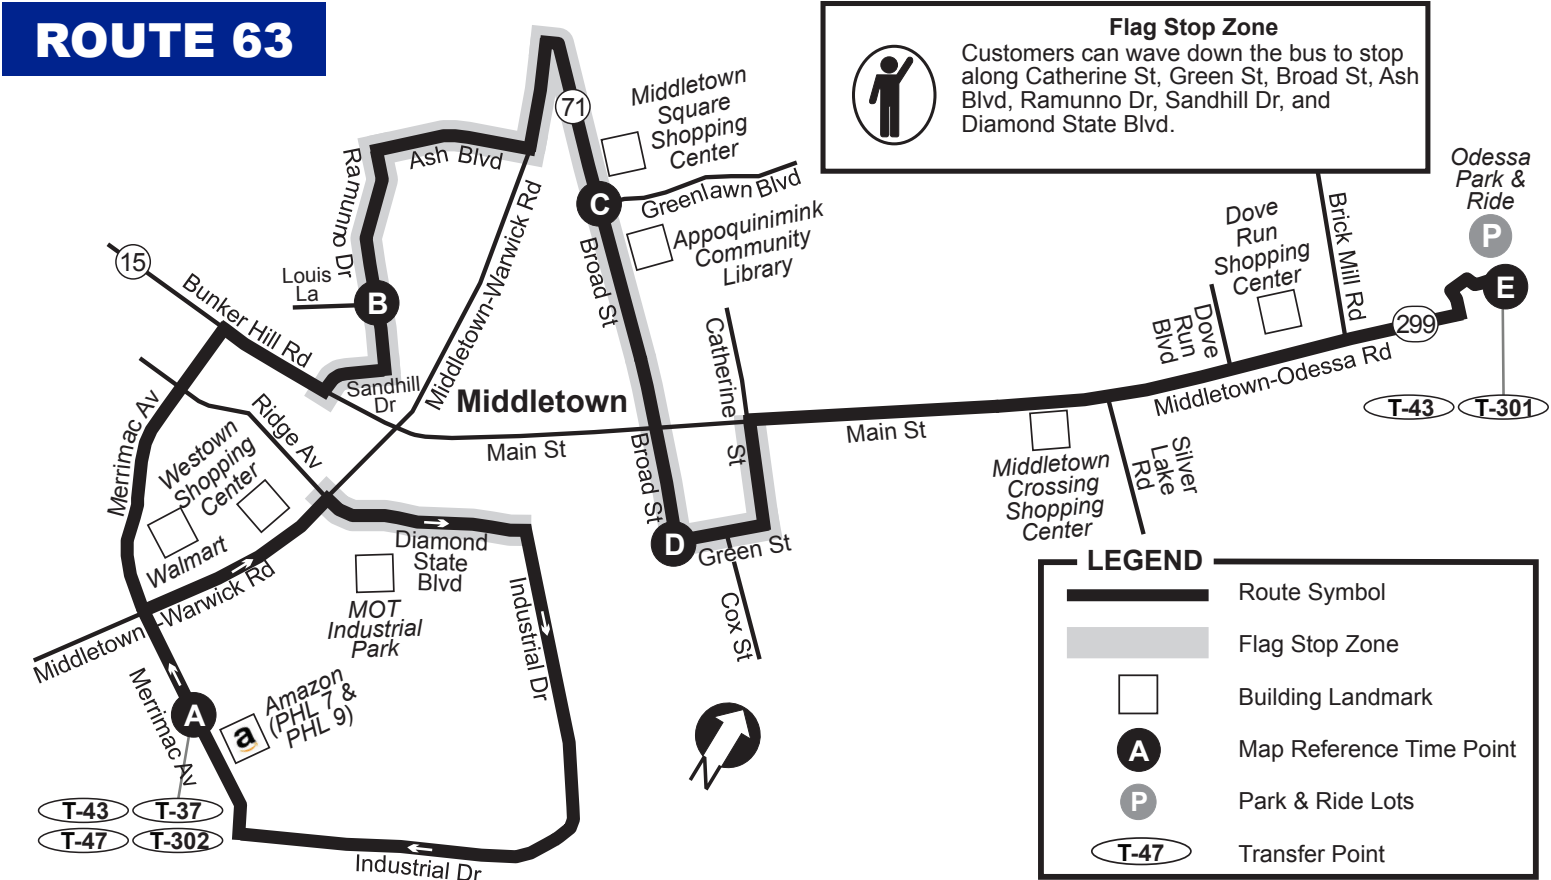 ROUTE 63
Flag Stop Zone
Customers can wave down the bus to stop
along Catherine St, Green St, Broad St, Ash
Blvd, Ramunno Dr, Sandhill Dr, and
Diamond State Blvd.
71
Middletown
Square
Shopping
Center
Ash Blvd
Ramunno Dr
Middletown-Warwick Rd
C
Greenlawn Blvd
Appoquinimink
Community
Library
Broad St
15
Bunker Hill Rd
Louis
La
B
Sandhill
Dr
Middletown
Catherine
St
Main St
Main St
Odessa
Park &
Ride
P
E
Brick Mill Rd
Dove
Run
Shopping
Center
Dove
Run
Blvd
299
Middletown-Odessa Rd
T-43
T-301
Silver
Lake
Rd
Middletown
Crossing
Shopping
Center
Merrimac Av
Ridge Av
Westown
Shopping
Center
Walmart
Middletown-Warwick Rd
Diamond
State
Blvd
MOT
Industrial
Park
Industrial Dr
Broad St
D
Green St
Cox St
Merrimac Av
A
a
Amazon
(PHL 7 &
PHL 9)
T-43
T-37
T-47
T-302
Industrial Dr
N
LEGEND
Route Symbol
Flag Stop Zone
Building Landmark
A
Map Reference Time Point
P
Park & Ride Lots
T-47
Transfer Point